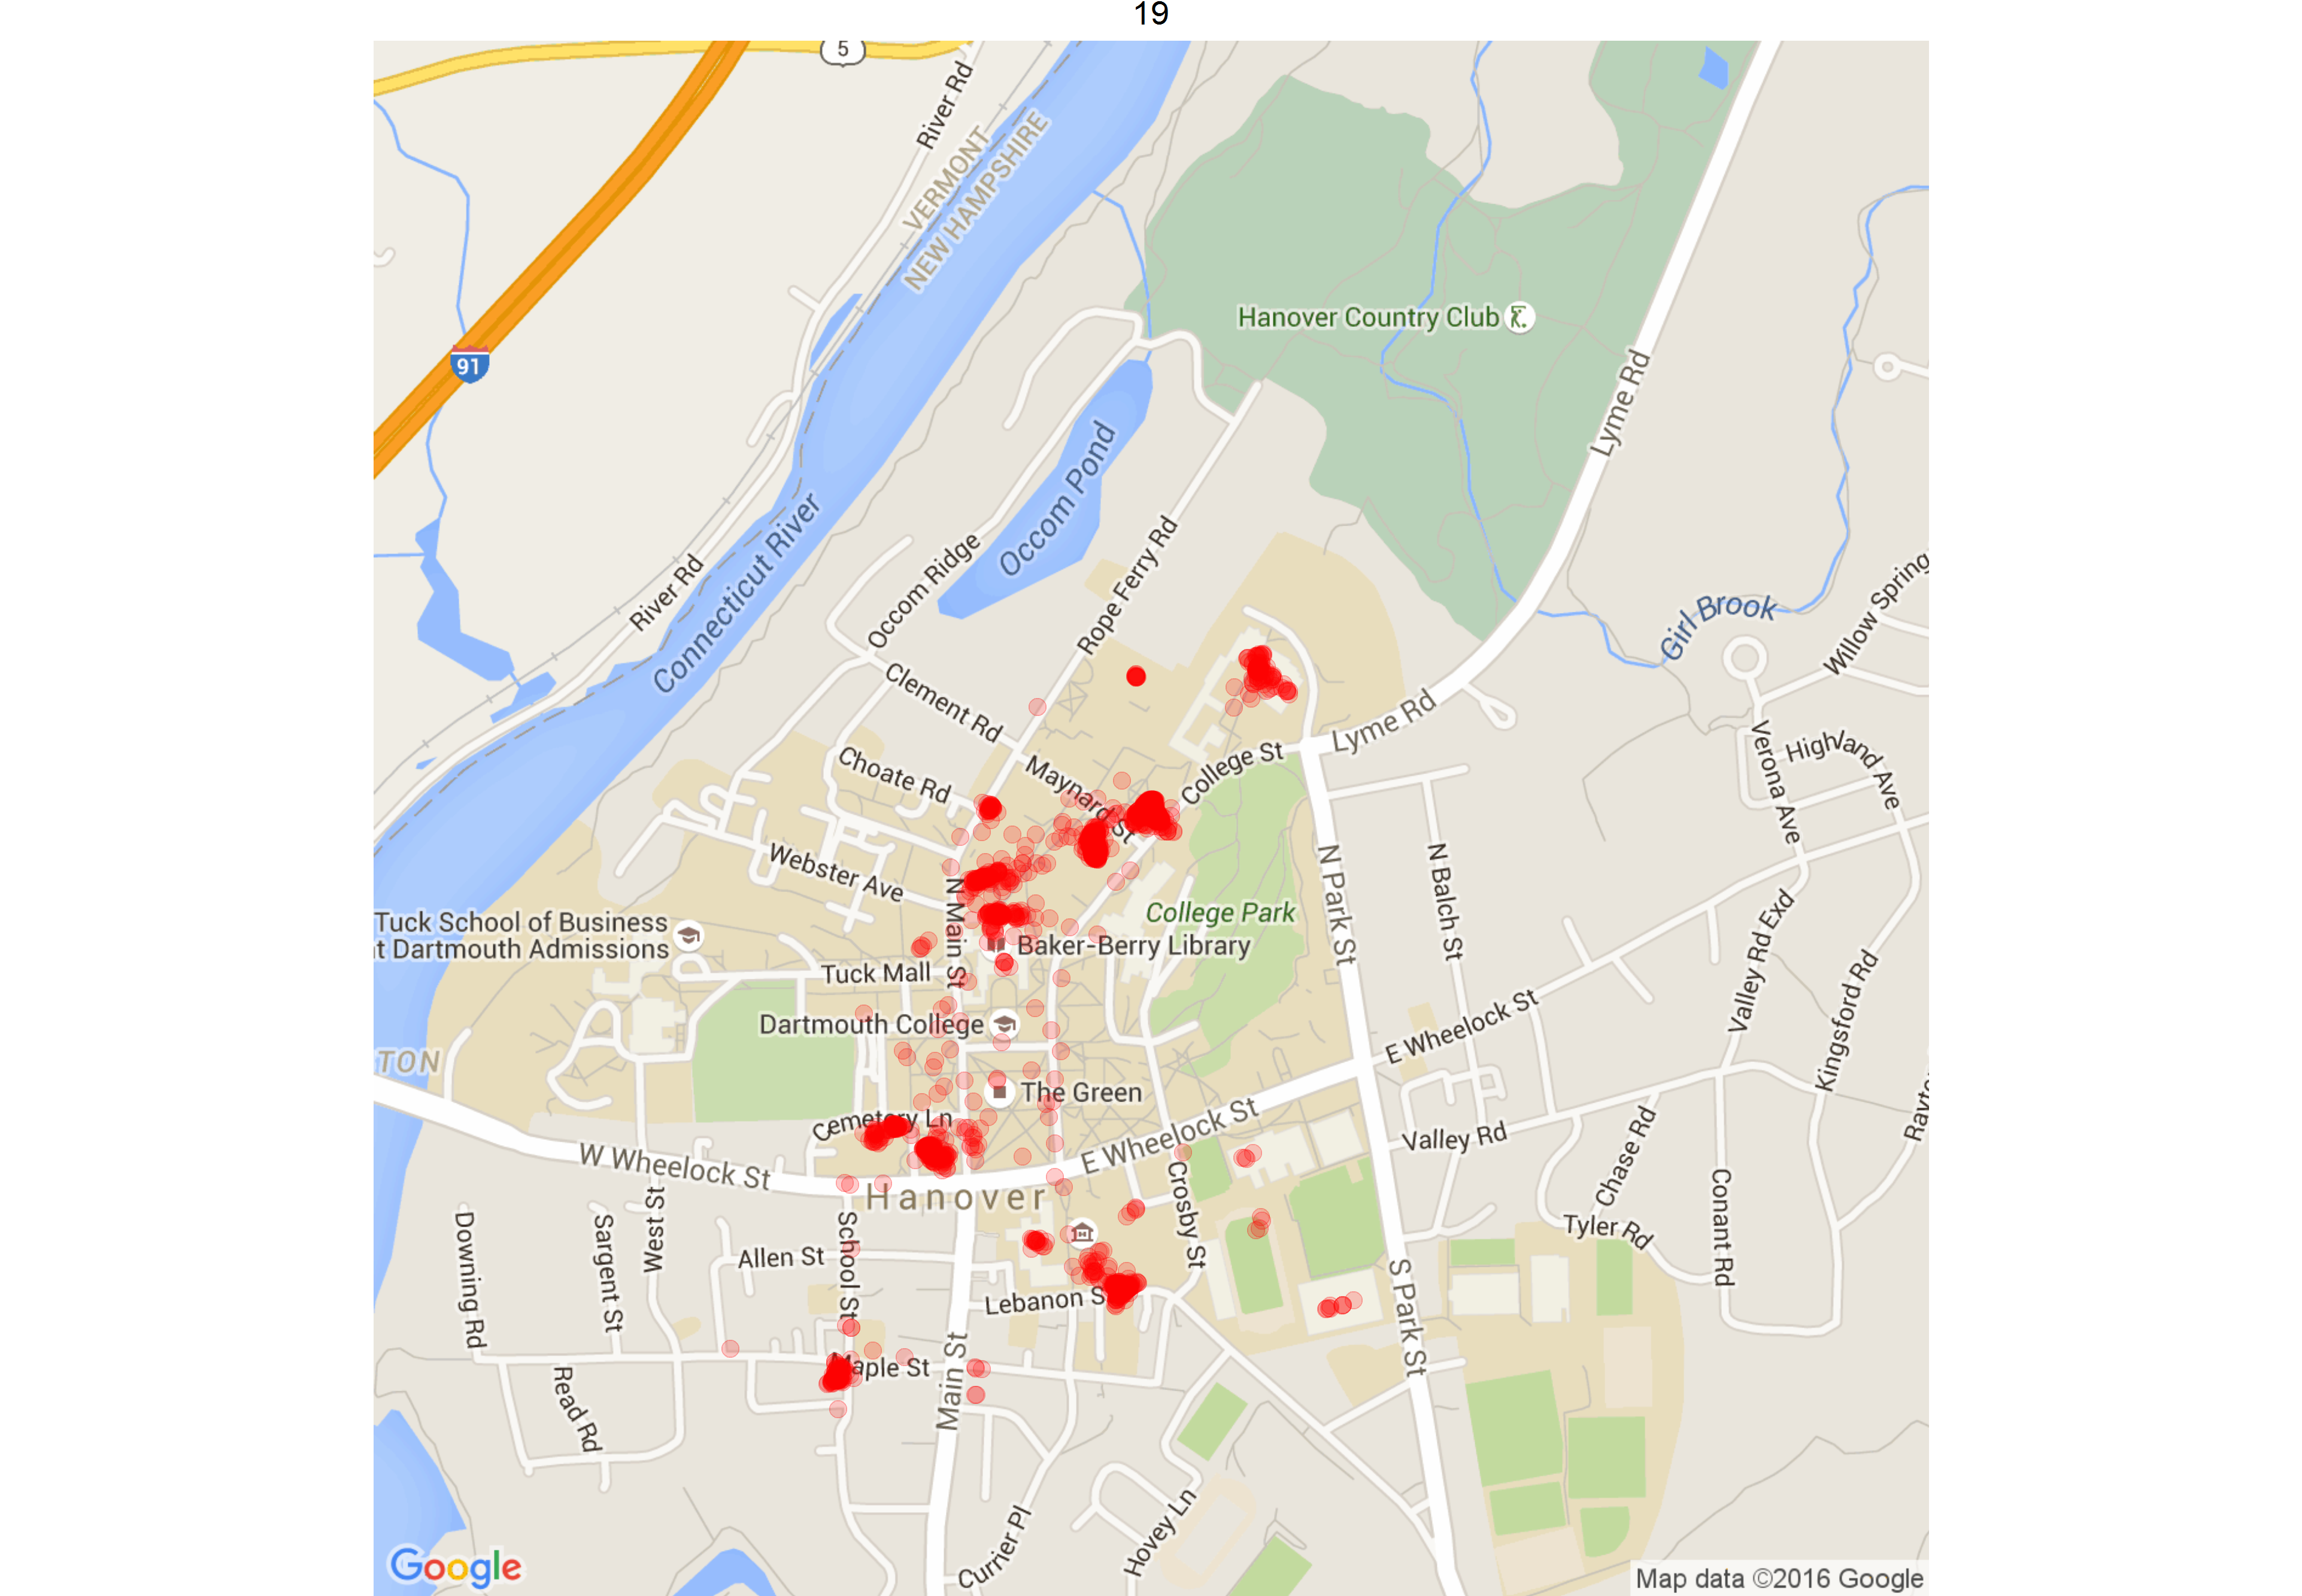 19
5
River Rd
VERMONT
NEW HAMPSHIRE
Hanover Country Club
91
Lyme Rd
Occom Pond
Connecticut River
River Rd
Occom Ridge
Rope Ferry Rd
Girl Brook
Willow Spring
Clement Rd
Lyme Rd
Verona Ave
Highland Ave
Choate Rd
Maynard St
College St
Webster Ave
N Main St
N Park St
N Balch St
College Park
Valley Rd Exd
Kingsford Rd
Tuck School of Business
at Dartmouth Admissions
Baker-Berry Library
Tuck Mall
Dartmouth College
E Wheelock St
TON
The Green
Cemetery Ln
E Wheelock St
Valley Rd
Chase Rd
W Wheelock St
Hanover
Crosby St
Conant Rd
Downing Rd
Sargent St
West St
School St
Allen St
Tyler Rd
Lebanon S
S Park St
Maple St
Main St
Read Rd
Currier Pl
Hovey Ln
Google
Map data ©2016 Google